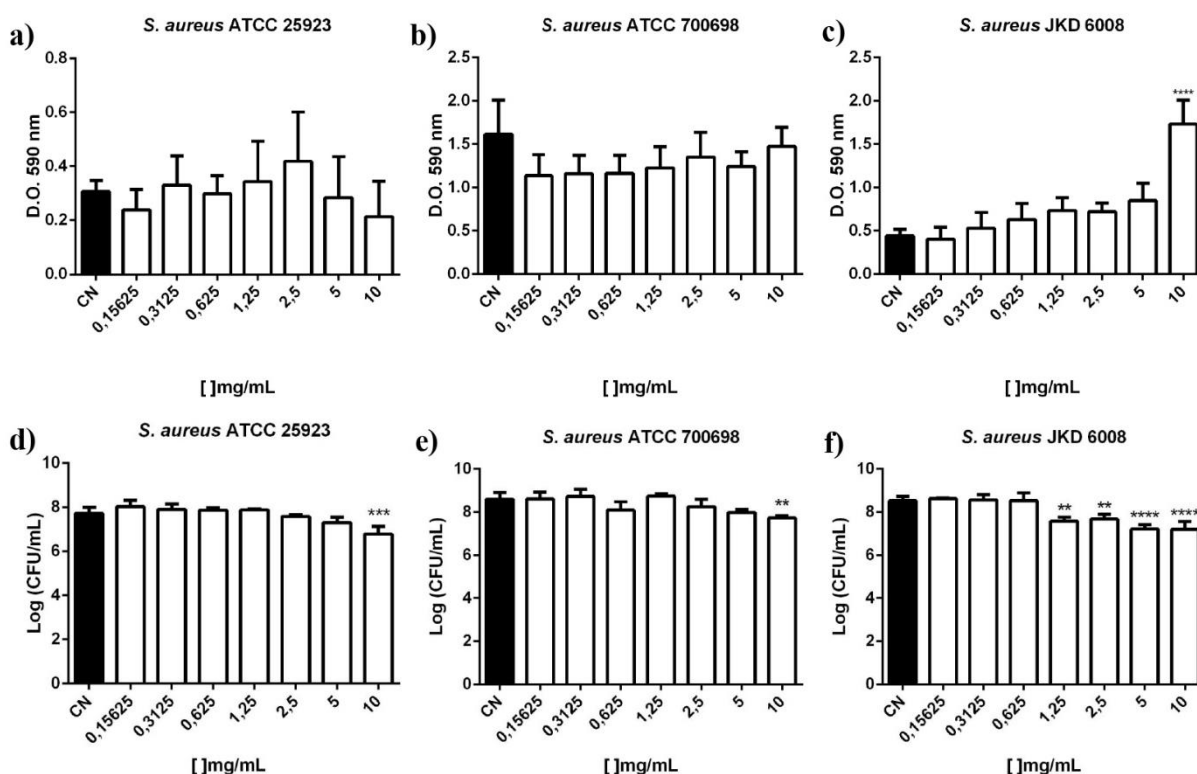 a)
S. aureus ATCC 25923
D.O. 590 nm
0.8
0.6
0.4
0.2
0.0
CN
0,15625
0,3125
0,625
1,25
2,5
5
10
[ ]mg/mL
b)
S. aureus ATCC 700698
D.O. 590 nm
2.5
2.0
1.5
1.0
0.5
0.0
CN
0,15625
0,3125
0,625
1,25
2,5
5
10
[ ]mg/mL
c)
S. aureus JKD 6008
D.O. 590 nm
2.5
2.0
1.5
1.0
0.5
0.0
****
CN
0,15625
0,3125
0,625
1,25
2,5
5
10
[ ]mg/mL
d)
S. aureus ATCC 25923
Log (CFU/mL)
10
8
6
4
2
0
***
CN
0,15625
0,3125
0,625
1,25
2,5
5
10
[ ]mg/mL
e)
S. aureus ATCC 700698
Log (CFU/mL)
10
8
6
4
2
0
**
CN
0,15625
0,3125
0,625
1,25
2,5
5
10
[ ]mg/mL
f)
S. aureus JKD 6008
Log (CFU/mL)
10
8
6
4
2
0
** ** **** ****
CN
0,15625
0,3125
0,625
1,25
2,5
5
10
[ ]mg/mL